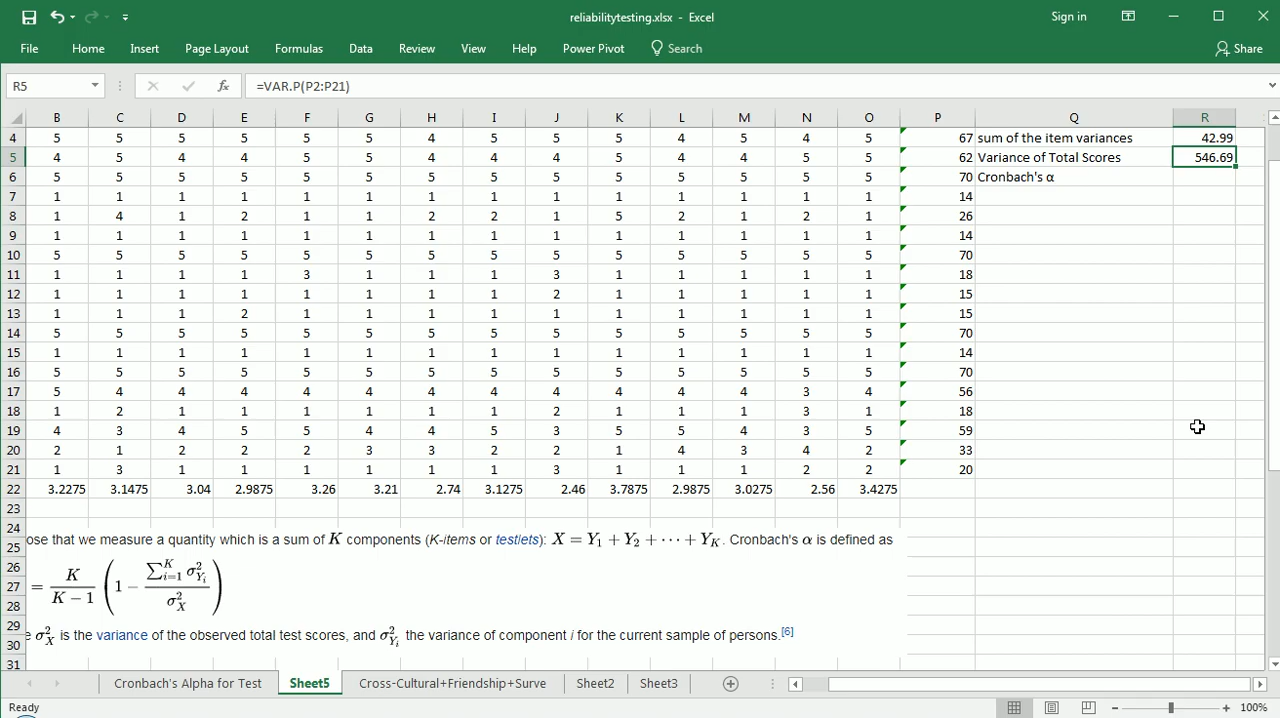 reliabilitytesting.xlsx - Excel
Sign in
File Home Insert Page Layout Formulas Data Review View Help Power Pivot Search Share
R5 fx =VAR.P(P2:P21)
B C D E F G H I J K L M N O P Q R
4 5 5 5 5 5 5 4 5 5 5 4 5 4 5 67 sum of the item variances 42.99
5 4 5 4 4 5 5 4 4 4 5 4 4 5 5 62 Variance of Total Scores 546.69
6 5 5 5 5 5 5 5 5 5 5 5 5 5 5 70 Cronbach's α
7 1 1 1 1 1 1 1 1 1 1 1 1 1 1 14
8 1 4 1 2 1 1 2 2 1 5 2 1 2 1 26
9 1 1 1 1 1 1 1 1 1 1 1 1 1 1 14
10 5 5 5 5 5 5 5 5 5 5 5 5 5 5 70
11 1 1 1 1 3 1 1 1 3 1 1 1 1 1 18
12 1 1 1 1 1 1 1 1 2 1 1 1 1 1 15
13 1 1 1 2 1 1 1 1 1 1 1 1 1 1 15
14 5 5 5 5 5 5 5 5 5 5 5 5 5 5 70
15 1 1 1 1 1 1 1 1 1 1 1 1 1 1 14
16 5 5 5 5 5 5 5 5 5 5 5 5 5 5 70
17 5 4 4 4 4 4 4 4 4 4 4 4 3 4 56
18 1 2 1 1 1 1 1 1 2 1 1 1 3 1 18
19 4 3 4 5 5 4 4 5 3 5 5 4 3 5 59
20 2 1 2 2 2 3 3 2 2 1 4 3 4 2 33
21 1 3 1 1 1 1 1 1 3 1 1 1 2 2 20
22 3.2275 3.1475 3.04 2.9875 3.26 3.21 2.74 3.1275 2.46 3.7875 2.9875 3.0275 2.56 3.4275
23
24
25 ose that we measure a quantity which is a sum of K components (K-items or testlets): X = Y₁ + Y₂ + ⋯ + Y_K. Cronbach's α is defined as
26
27 = K/(K − 1) (1 − ∑_{i=1}^{K} σ²_{Y_i} / σ²_X)
28
29
30 e σ²_X is the variance of the observed total test scores, and σ²_{Y_i} the variance of component i for the current sample of persons.[6]
31
Cronbach's Alpha for Test Sheet5 Cross-Cultural+Friendship+Surve Sheet2 Sheet3
Ready 100%